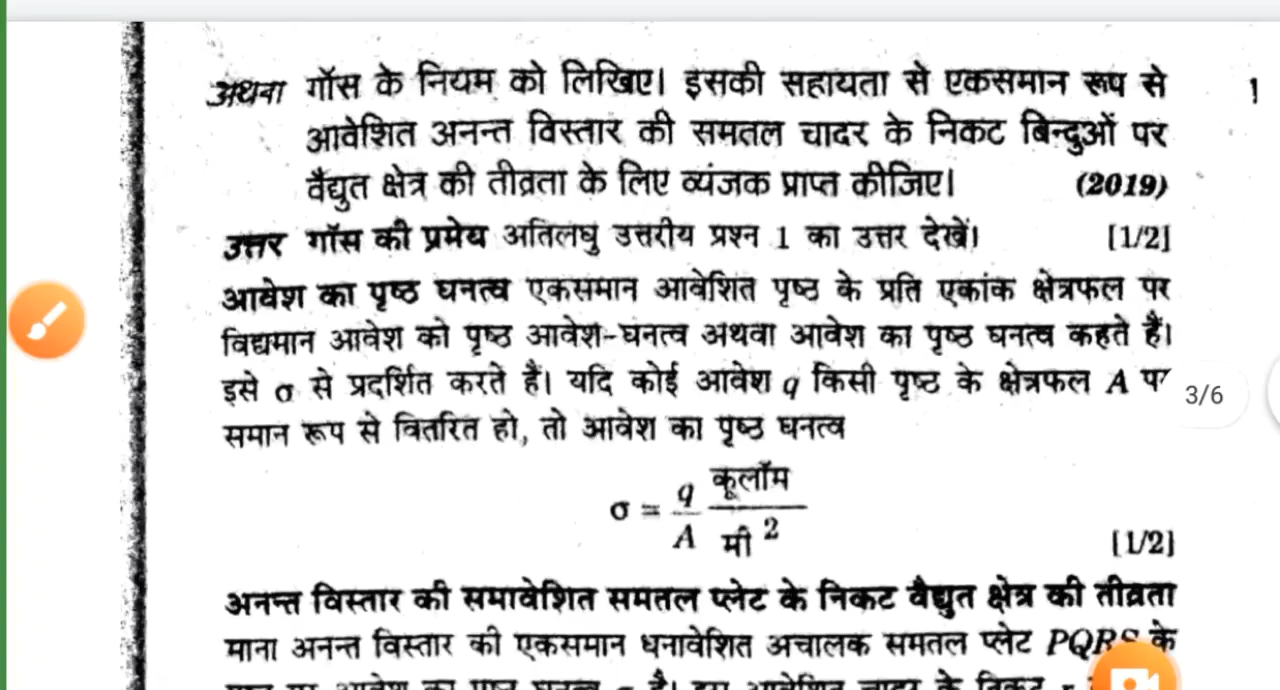 अथवा गॉस के नियम को लिखिए। इसकी सहायता से एकसमान रूप से
आवेशित अनन्त विस्तार की समतल चादर के निकट बिन्दुओं पर
वैद्युत क्षेत्र की तीव्रता के लिए व्यंजक प्राप्त कीजिए। (2019)
उत्तर गॉस की प्रमेय अतिलघु उत्तरीय प्रश्न 1 का उत्तर देखें। [1/2]
आवेश का पृष्ठ घनत्व एकसमान आवेशित पृष्ठ के प्रति एकांक क्षेत्रफल पर
विद्यमान आवेश को पृष्ठ आवेश-घनत्व अथवा आवेश का पृष्ठ घनत्व कहते हैं।
इसे σ से प्रदर्शित करते हैं। यदि कोई आवेश q किसी पृष्ठ के क्षेत्रफल A पर
3/6
समान रूप से वितरित हो, तो आवेश का पृष्ठ घनत्व
σ = q/A कूलॉम/मी²
[1/2]
अनन्त विस्तार की समावेशित समतल प्लेट के निकट वैद्युत क्षेत्र की तीव्रता
माना अनन्त विस्तार की एकसमान धनावेशित अचालक समतल प्लेट PQRS के